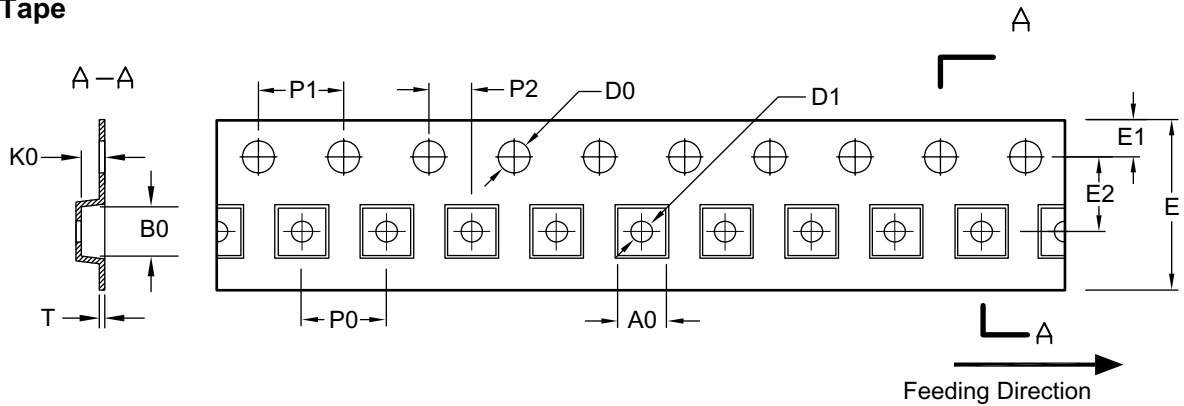 Tape
A
A-A
P1
P2
D0
D1
K0
E1
E2
E
B0
T
P0
A0
A
Feeding Direction